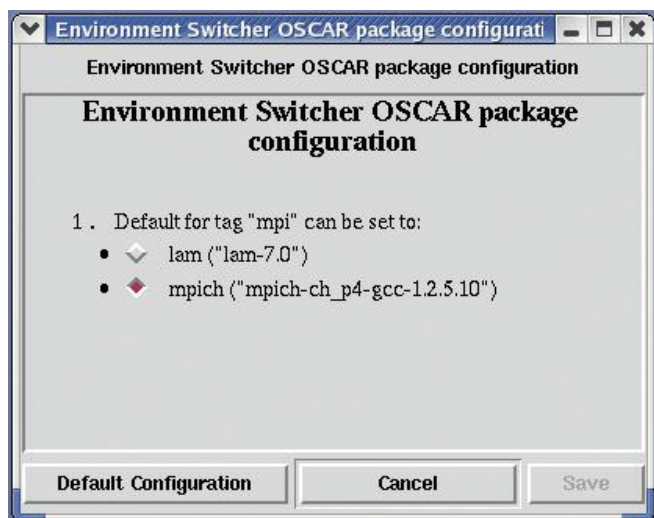 Environment Switcher OSCAR package configurati
Environment Switcher OSCAR package configuration
Environment Switcher OSCAR package
configuration
1. Default for tag "mpi" can be set to:
lam ("lam-7.0")
mpich ("mpich-ch_p4-gcc-1.2.5.10")
Default Configuration
Cancel
Save